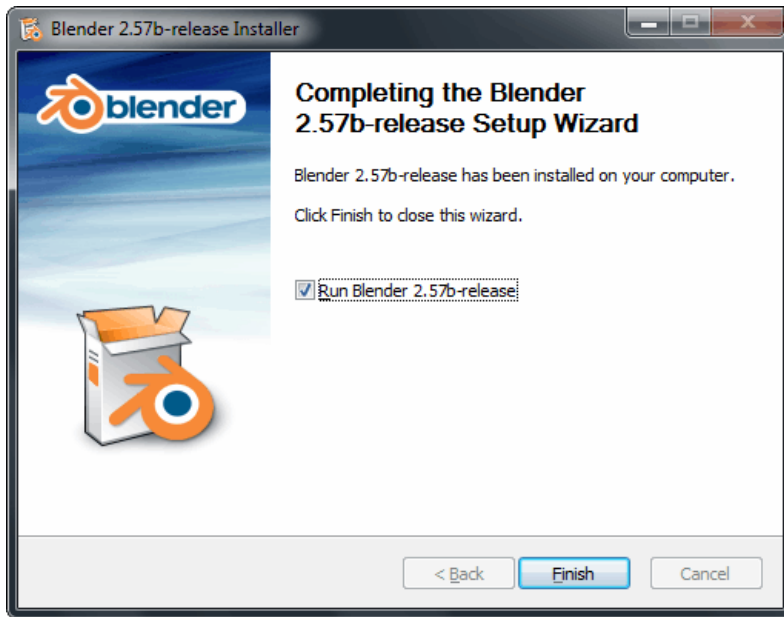 Blender 2.57b-release Installer
blender
Completing the Blender
2.57b-release Setup Wizard
Blender 2.57b-release has been installed on your computer.
Click Finish to close this wizard.
Run Blender 2.57b-release
< Back
Finish
Cancel